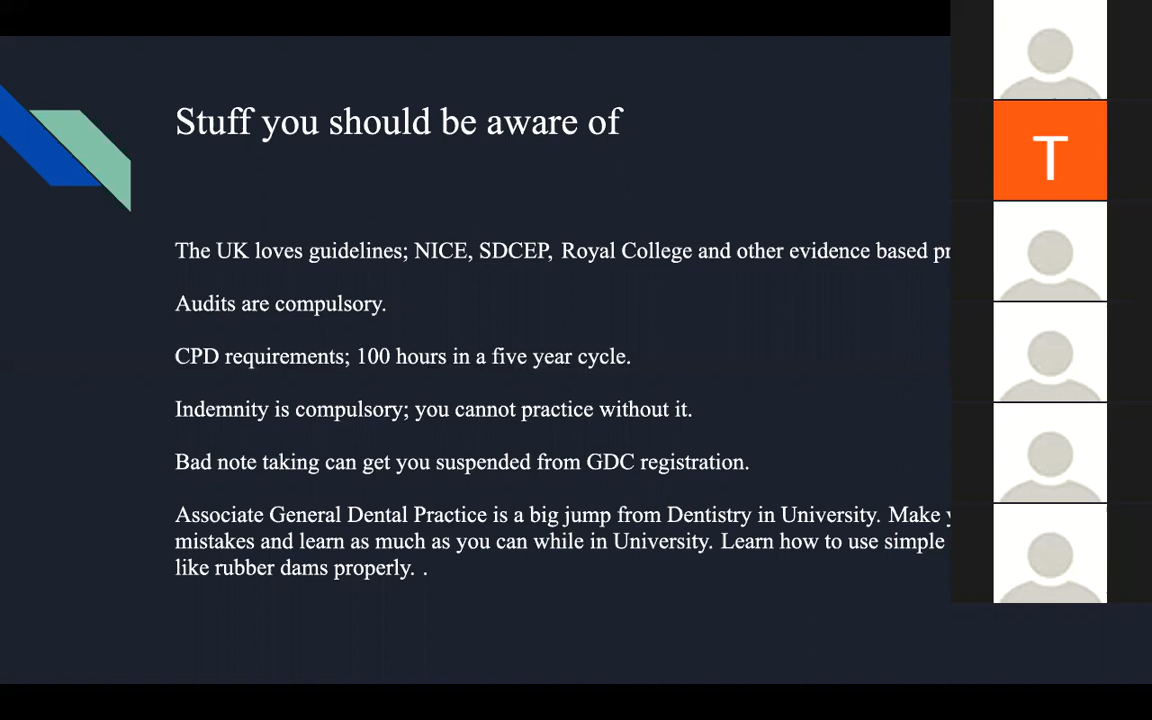 Stuff you should be aware of
The UK loves guidelines; NICE, SDCEP, Royal College and other evidence based
Audits are compulsory.
CPD requirements; 100 hours in a five year cycle.
Indemnity is compulsory; you cannot practice without it.
Bad note taking can get you suspended from GDC registration.
Associate General Dental Practice is a big jump from Dentistry in University. Make
mistakes and learn as much as you can while in University. Learn how to use simple
like rubber dams properly. .
T